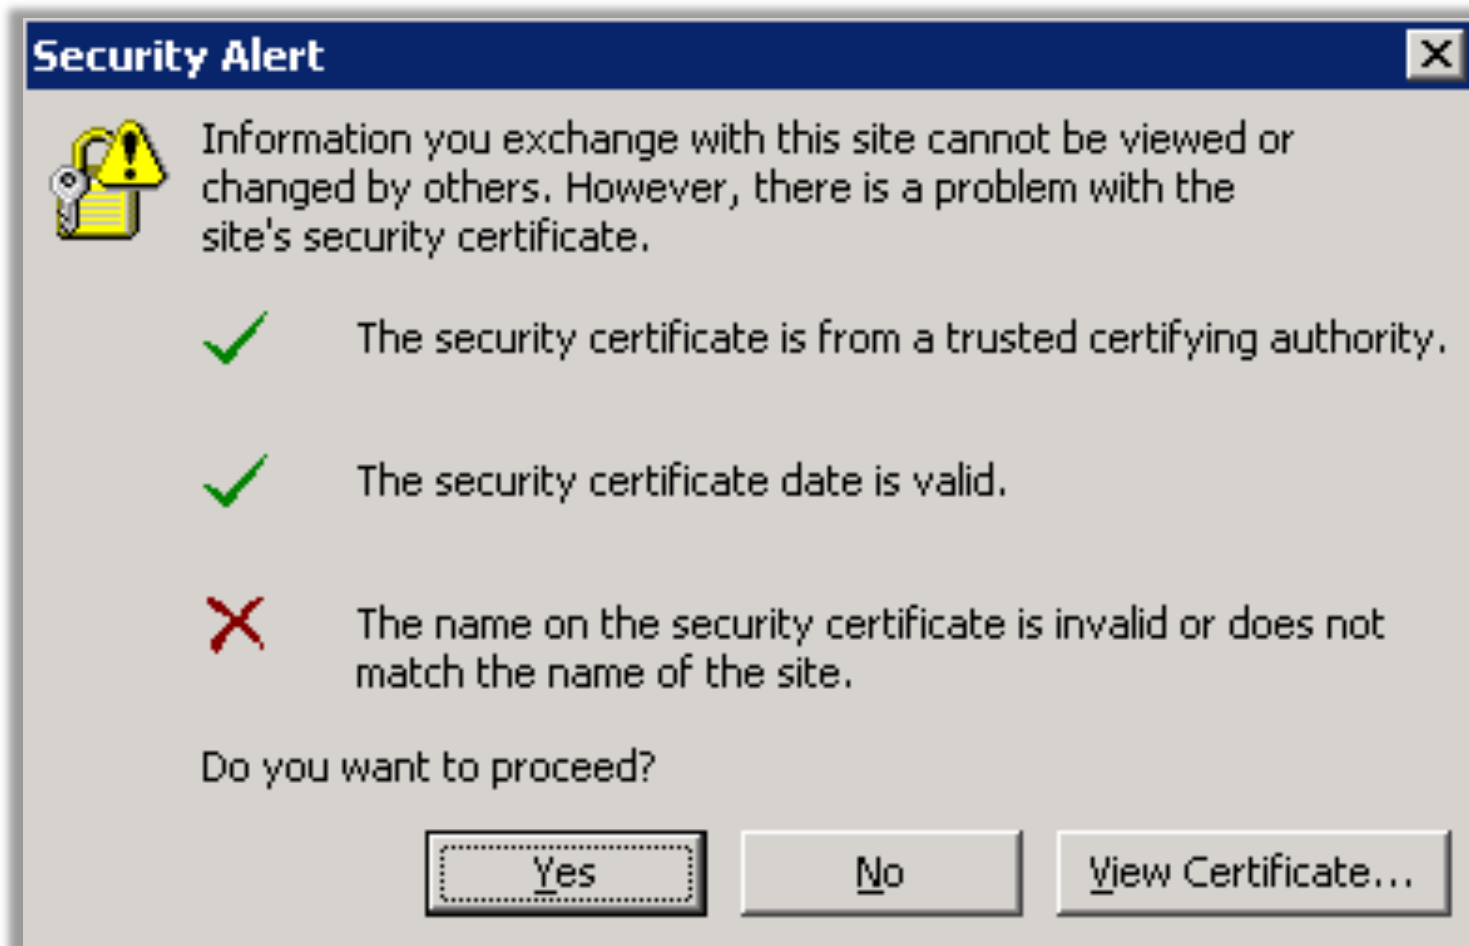 Security Alert
Information you exchange with this site cannot be viewed or
changed by others. However, there is a problem with the
site's security certificate.
The security certificate is from a trusted certifying authority.
The security certificate date is valid.
The name on the security certificate is invalid or does not
match the name of the site.
Do you want to proceed?
Yes No View Certificate...